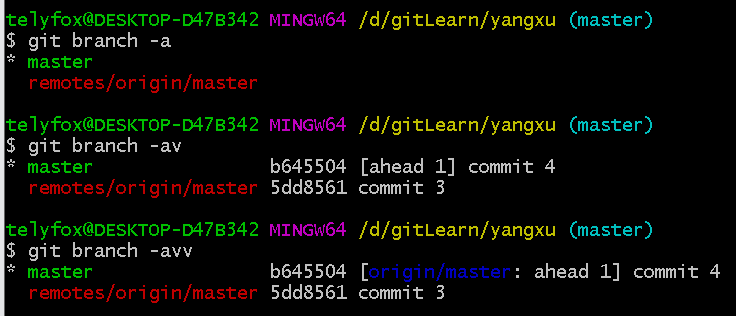 telyfox@DESKTOP-D47B342 MINGW64 /d/gitLearn/yangxu (master)
$ git branch -a
* master
  remotes/origin/master
telyfox@DESKTOP-D47B342 MINGW64 /d/gitLearn/yangxu (master)
$ git branch -av
* master                b645504 [ahead 1] commit 4
  remotes/origin/master 5dd8561 commit 3
telyfox@DESKTOP-D47B342 MINGW64 /d/gitLearn/yangxu (master)
$ git branch -avv
* master                b645504 [origin/master: ahead 1] commit 4
  remotes/origin/master 5dd8561 commit 3